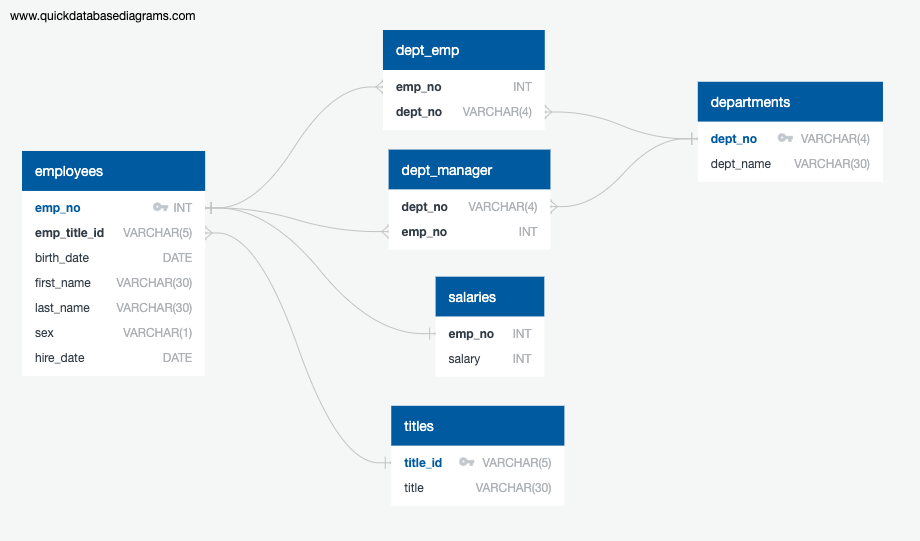 www.quickdatabasediagrams.com
dept_emp
emp_no INT
dept_no VARCHAR(4)
departments
dept_no VARCHAR(4)
dept_name VARCHAR(30)
employees
emp_no INT
emp_title_id VARCHAR(5)
birth_date DATE
first_name VARCHAR(30)
last_name VARCHAR(30)
sex VARCHAR(1)
hire_date DATE
dept_manager
dept_no VARCHAR(4)
emp_no INT
salaries
emp_no INT
salary INT
titles
title_id VARCHAR(5)
title VARCHAR(30)